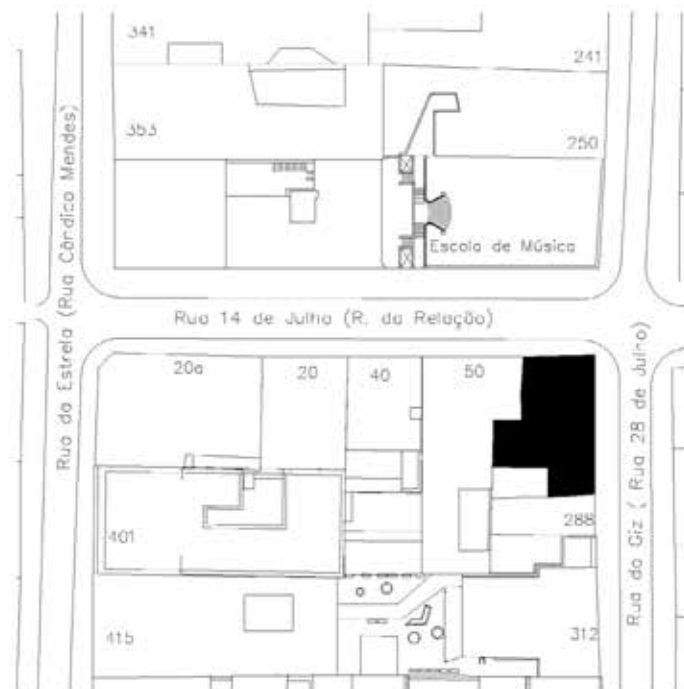 341
241
353
250
Escola de Música
Rua da Estrela (Rua Cândico Mendes)
Rua 14 de Julho (R. da Relação)
20a
20
40
50
Rua do Giz ( Rua 28 de Julho)
288
401
415
312